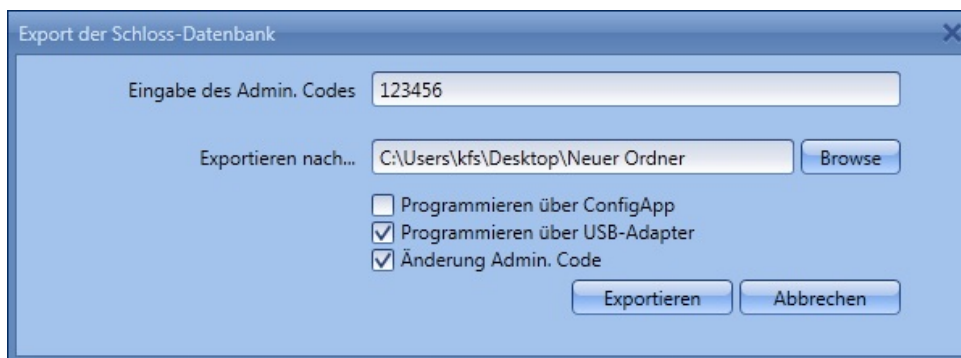 Export der Schloss-Datenbank
Eingabe des Admin. Codes 123456
Exportieren nach... C:\Users\kfs\Desktop\Neuer Ordner Browse
Programmieren über ConfigApp
Programmieren über USB-Adapter
Änderung Admin. Code
Exportieren Abbrechen